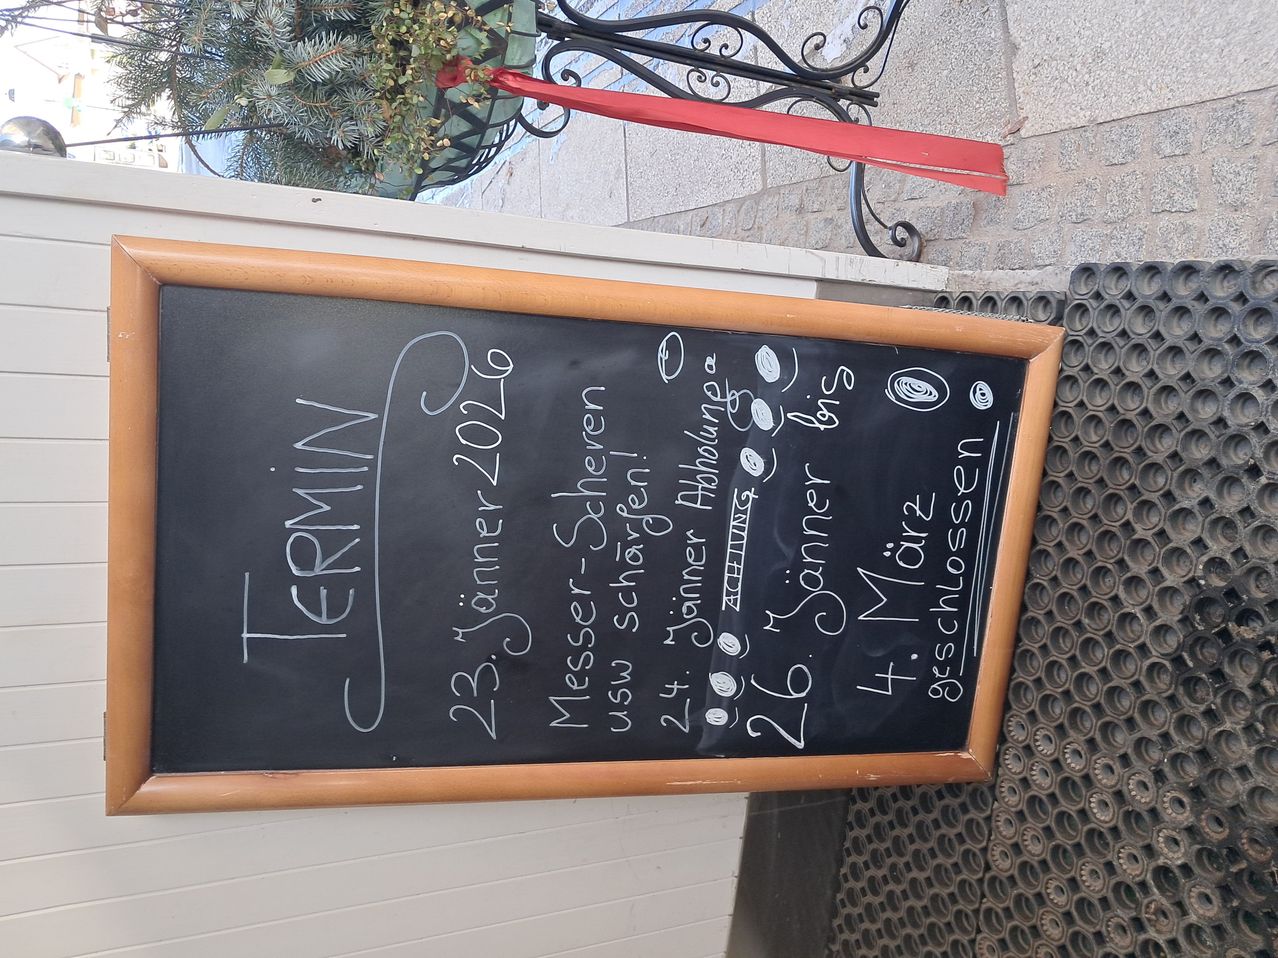 TERMIN
23. Jänner 2026
Messer-Scheren
usw schärfen!
24. Jänner Abholung
ACHTUNG
26. Jänner bis
4. März
geschlossen